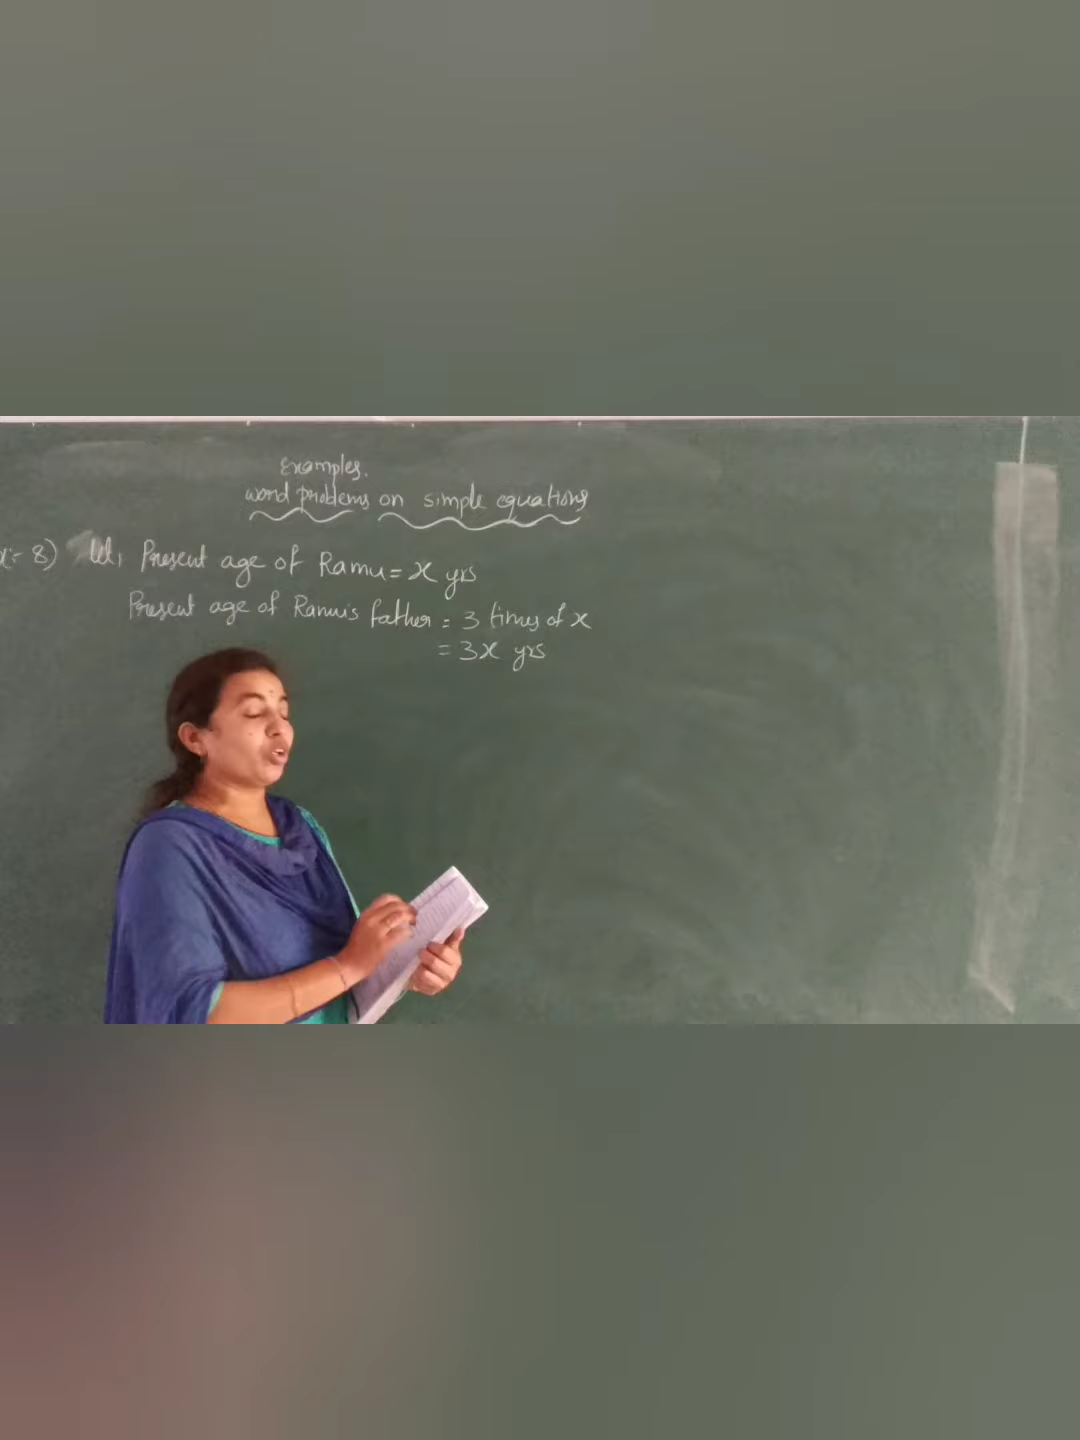 Examples.
word problems on simple equations
x: 8) Let, Present age of Ramu = x yrs
Present age of Ramu's father = 3 times of x
= 3x yrs